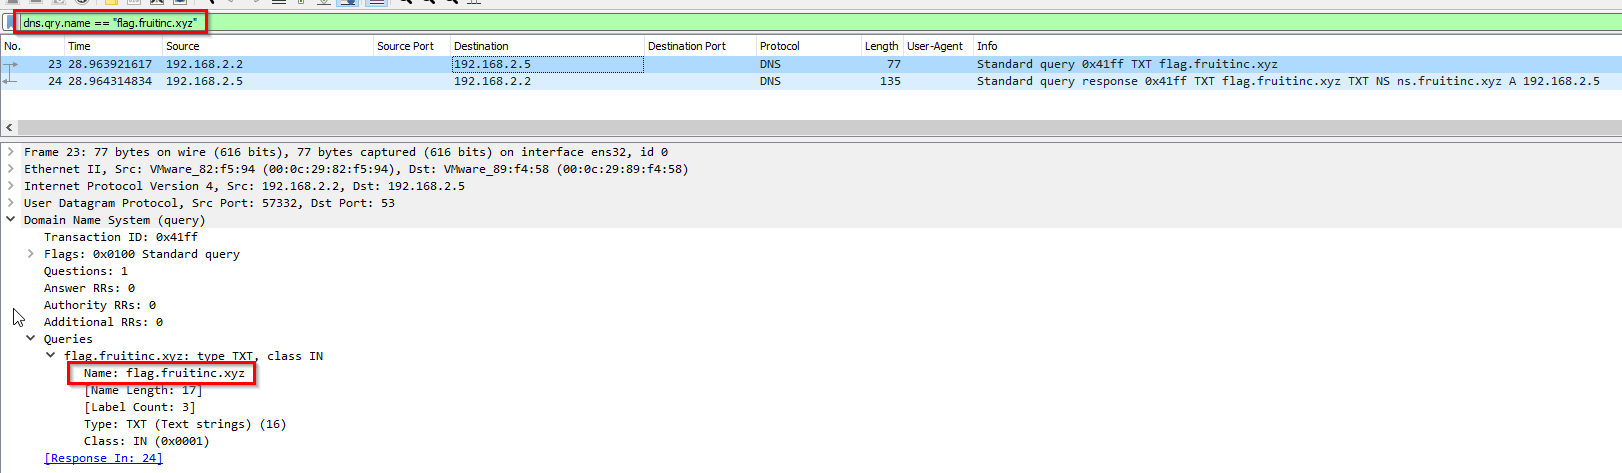 dns.qry.name == "flag.fruitinc.xyz"
No. Time Source Source Port Destination Destination Port Protocol Length User-Agent Info
23 28.963921617 192.168.2.2 192.168.2.5 DNS 77 Standard query 0x41ff TXT flag.fruitinc.xyz
24 28.964314834 192.168.2.5 192.168.2.2 DNS 135 Standard query response 0x41ff TXT flag.fruitinc.xyz TXT NS ns.fruitinc.xyz A 192.168.2.5
Frame 23: 77 bytes on wire (616 bits), 77 bytes captured (616 bits) on interface ens32, id 0
Ethernet II, Src: VMware_82:f5:94 (00:0c:29:82:f5:94), Dst: VMware_89:f4:58 (00:0c:29:89:f4:58)
Internet Protocol Version 4, Src: 192.168.2.2, Dst: 192.168.2.5
User Datagram Protocol, Src Port: 57332, Dst Port: 53
Domain Name System (query)
Transaction ID: 0x41ff
Flags: 0x0100 Standard query
Questions: 1
Answer RRs: 0
Authority RRs: 0
Additional RRs: 0
Queries
flag.fruitinc.xyz: type TXT, class IN
Name: flag.fruitinc.xyz
[Name Length: 17]
[Label Count: 3]
Type: TXT (Text strings) (16)
Class: IN (0x0001)
[Response In: 24]